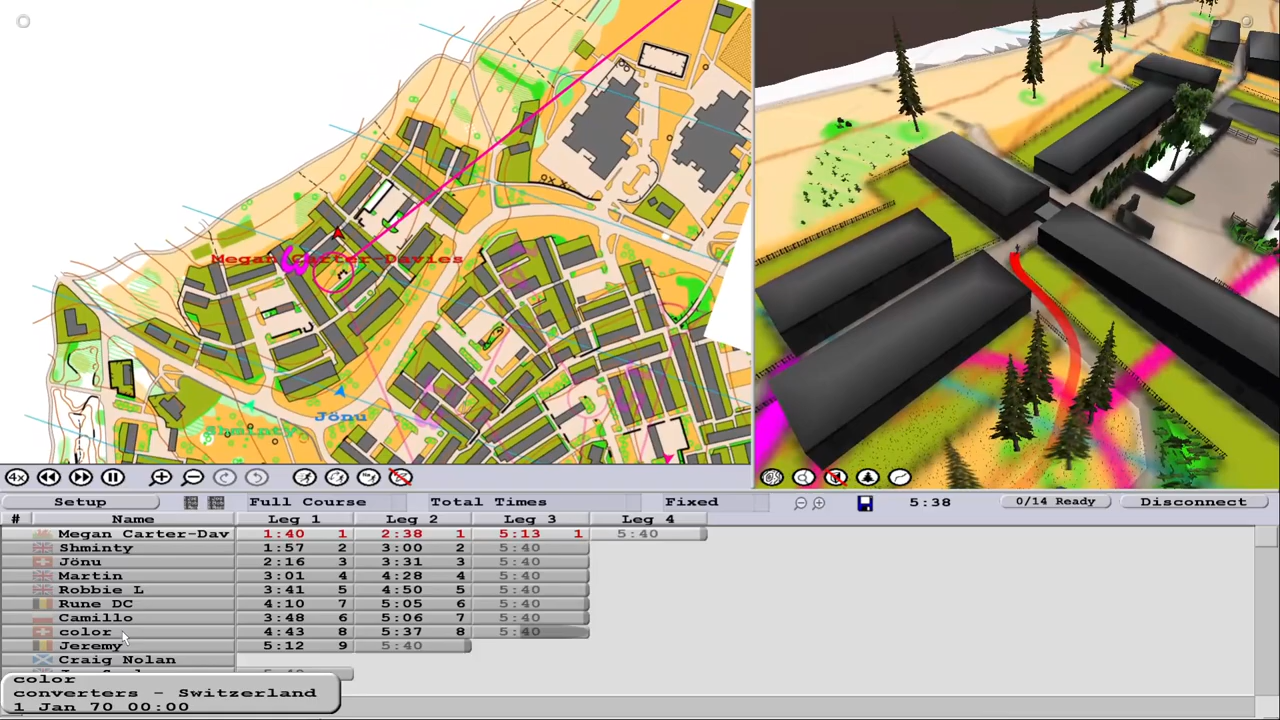 Megan Carter-Davies
Jönu
Shminty
4x
Setup Full Course Total Times Fixed 5:38 0/14 Ready Disconnect
# Name Leg 1 Leg 2 Leg 3 Leg 4
Megan Carter-Dav 1:40 1 2:38 1 5:13 1 5:40
Shminty 1:57 2 3:00 2 5:40
Jönu 2:16 3 3:31 3 5:40
Martin 3:01 4 4:28 4 5:40
Robbie L 3:41 5 4:50 5 5:40
Rune DC 4:10 7 5:05 6 5:40
Camillo 3:48 6 5:06 7 5:40
color 4:43 8 5:37 8 5:40
Jeremy 5:12 9 5:40
Craig Nolan
5:40
color
converters - Switzerland
1 Jan 70 00:00